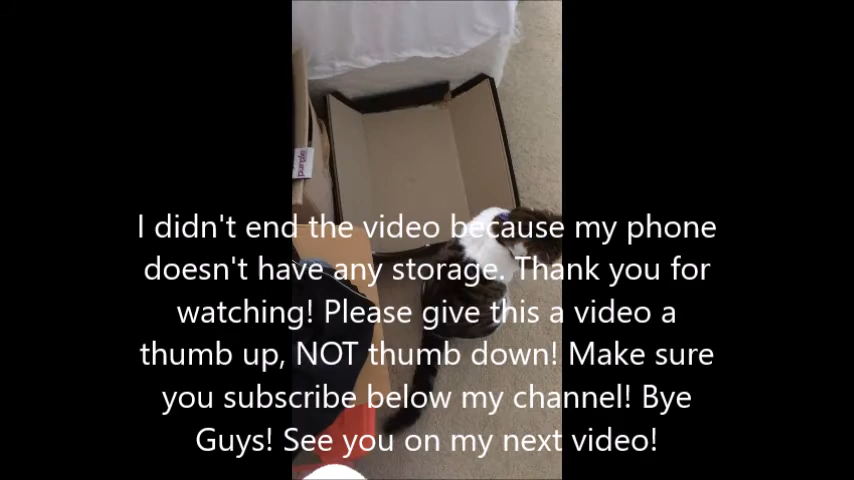 purple
I didn't end the video because my phone
doesn't have any storage. Thank you for
watching! Please give this a video a
thumb up, NOT thumb down! Make sure
you subscribe below my channel! Bye
Guys! See you on my next video!